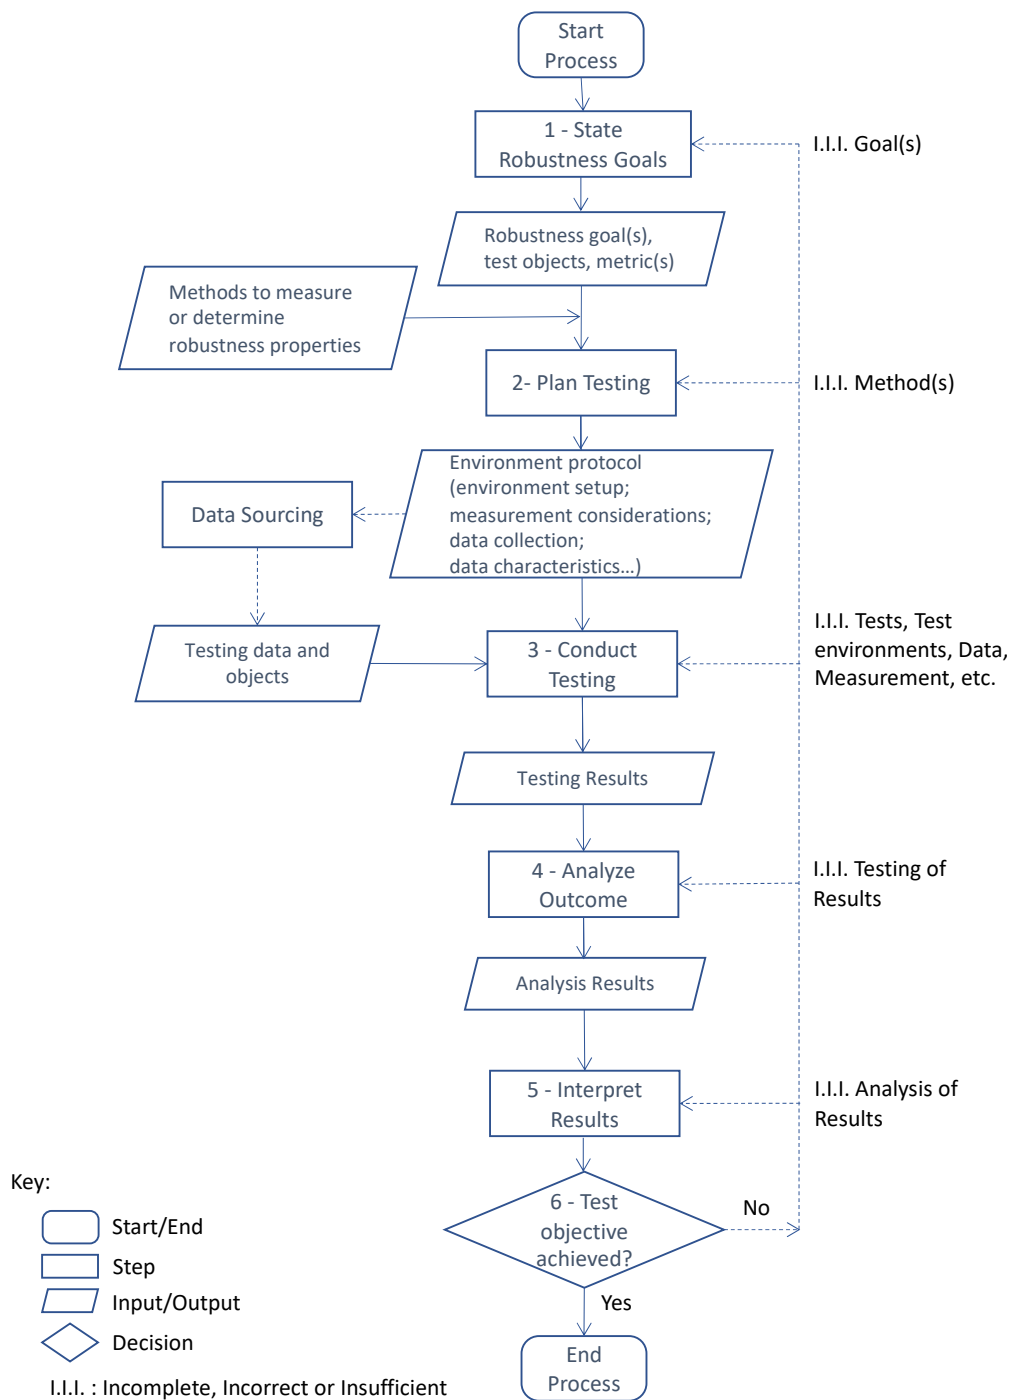 Start
Process
1 - State
Robustness Goals
I.I.I. Goal(s)
Robustness goal(s),
test objects, metric(s)
Methods to measure
or determine
robustness properties
2- Plan Testing
I.I.I. Method(s)
Environment protocol
(environment setup;
measurement considerations;
data collection;
data characteristics...)
Data Sourcing
Testing data and
objects
3 - Conduct
Testing
I.I.I. Tests, Test
environments, Data,
Measurement, etc.
Testing Results
4 - Analyze
Outcome
I.I.I. Testing of
Results
Analysis Results
5 - Interpret
Results
I.I.I. Analysis of
Results
6 - Test
objective
achieved?
No
Yes
End
Process
Key:
Start/End
Step
Input/Output
Decision
I.I.I. : Incomplete, Incorrect or Insufficient